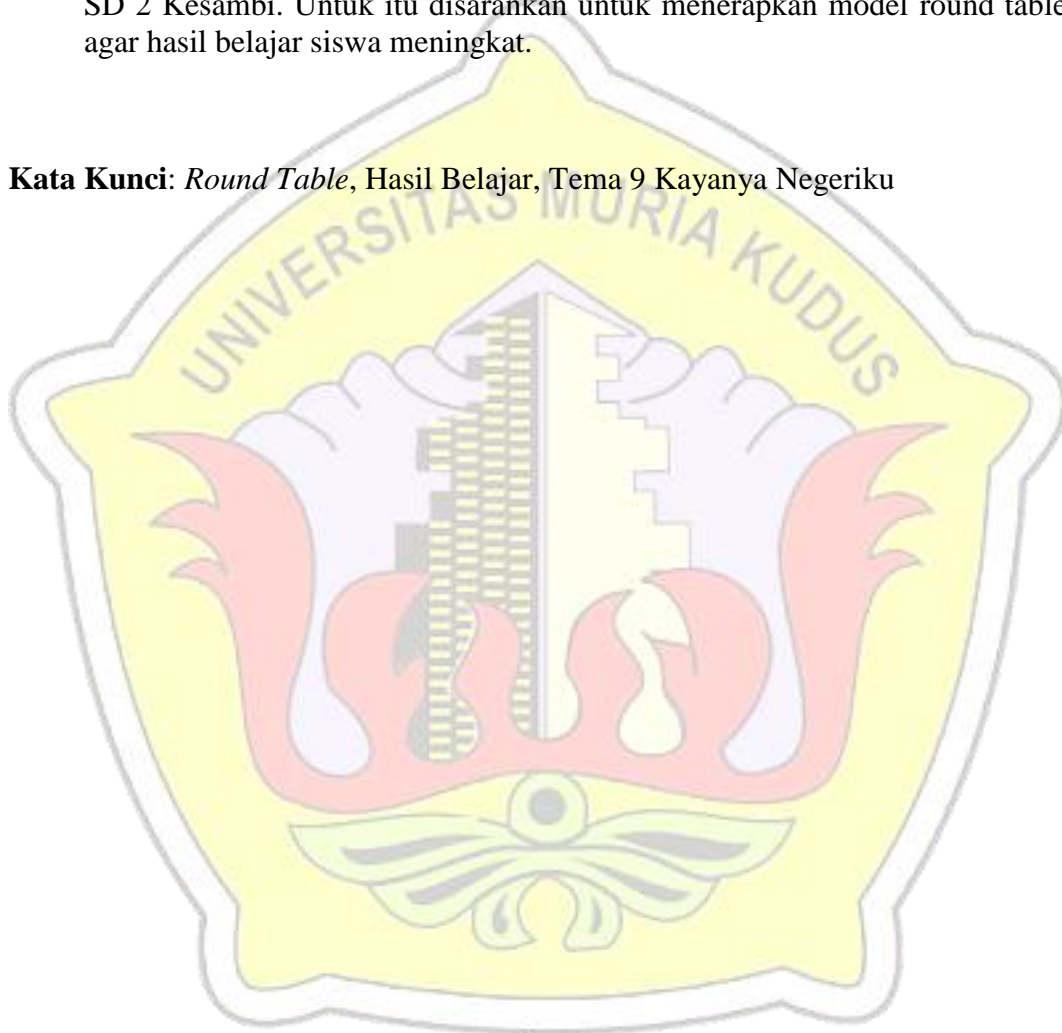 SD 2 Kesambi. Untuk itu disarankan untuk menerapkan model round table
agar hasil belajar siswa meningkat.
Kata Kunci: Round Table, Hasil Belajar, Tema 9 Kayanya Negeriku
UNIVERSITAS MURIA KUDUS